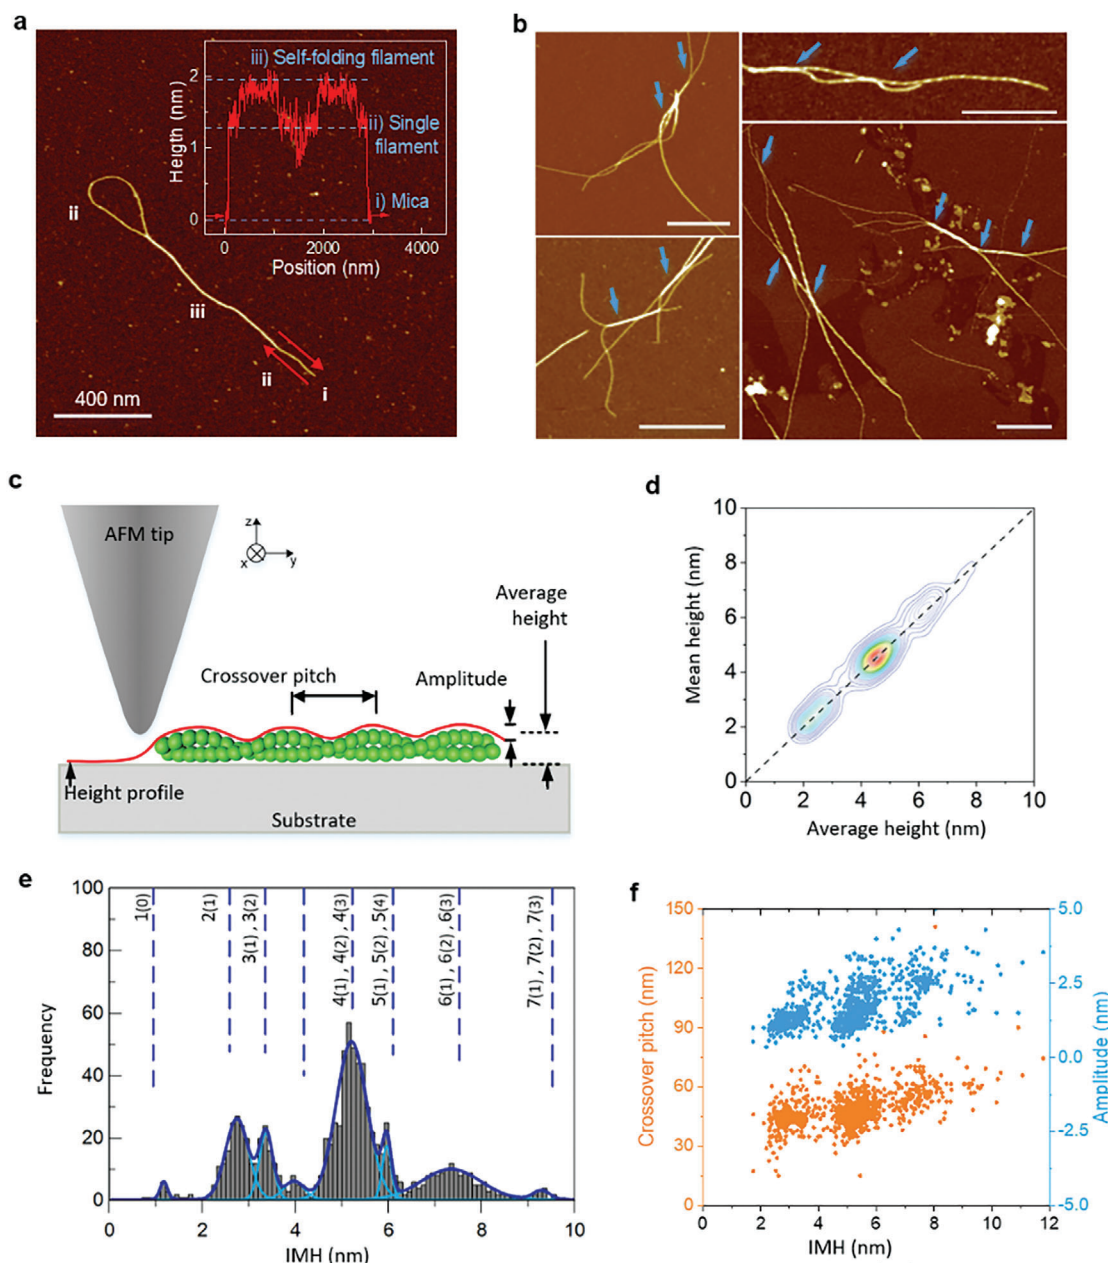 a
iii) Self-folding filament
2
ii) Single
filament
1
i) Mica
0
Heigth (nm)
0
2000
4000
Position (nm)
ii
iii
ii
i
400 nm
b
c
AFM tip
z
x
y
Average
height
Crossover pitch
Amplitude
Height profile
Substrate
d
10
8
6
4
2
0
Mean height (nm)
0
2
4
6
8
10
Average height (nm)
e
100
80
60
40
20
0
Frequency
1(0)
2(1)
3(1) , 3(2)
4(1) , 4(2) , 4(3)
5(1) , 5(2) , 5(4)
6(1) , 6(2) , 6(3)
7(1) , 7(2) , 7(3)
0
2
4
6
8
10
IMH (nm)
f
150
120
90
60
30
0
Crossover pitch (nm)
5.0
2.5
0.0
-2.5
-5.0
Amplitude (nm)
0
2
4
6
8
10
12
IMH (nm)